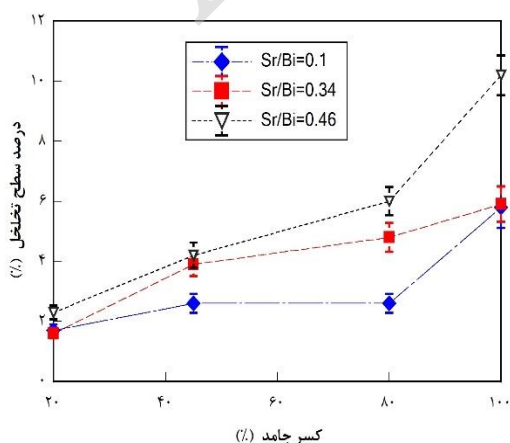 ۱۲
۱۰
۸
۶
۴
۲
۰
درصد سطح تخلخل (%)
Sr/Bi=0.1
Sr/Bi=0.34
Sr/Bi=0.46
۲۰ ۴۰ ۶۰ ۸۰ ۱۰۰
کسر جامد (%)